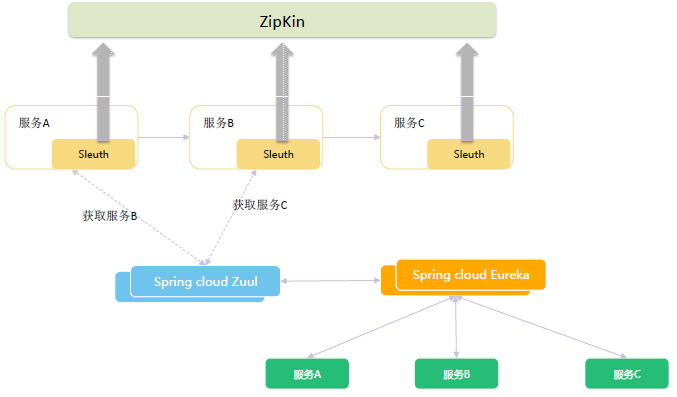 ZipKin
服务A
服务B
服务C
Sleuth
Sleuth
Sleuth
获取服务B
获取服务C
Spring cloud Zuul
Spring cloud Eureka
服务A
服务B
服务C